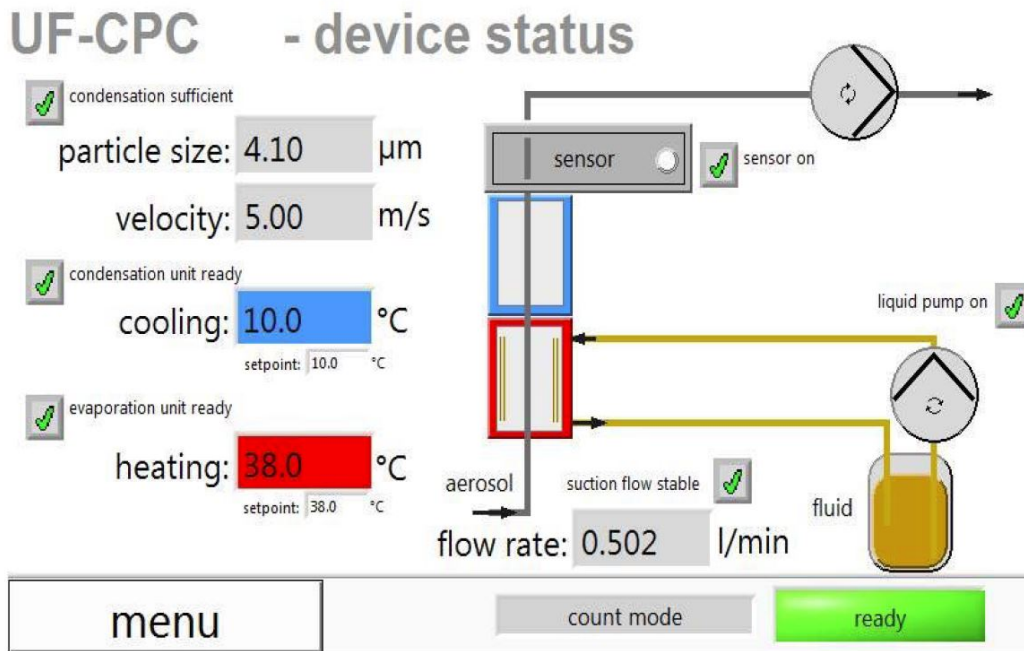 UF-CPC - device status
condensation sufficient
particle size: 4.10 µm
velocity: 5.00 m/s
condensation unit ready
cooling: 10.0 °C
setpoint: 10.0 °C
evaporation unit ready
heating: 38.0 °C
setpoint: 38.0 °C
sensor
sensor on
liquid pump on
aerosol
suction flow stable
fluid
flow rate: 0.502 l/min
menu
count mode
ready